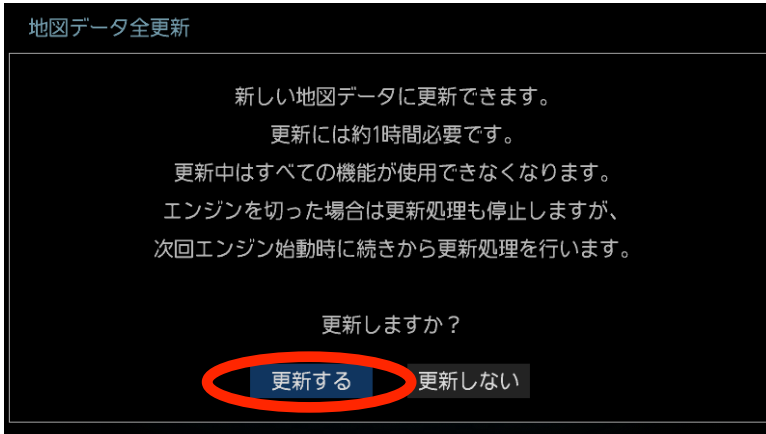 地図データ全更新
新しい地図データに更新できます。
更新には約1時間必要です。
更新中はすべての機能が使用できなくなります。
エンジンを切った場合は更新処理も停止しますが、
次回エンジン始動時に続きから更新処理を行います。
更新しますか？
更新する 更新しない